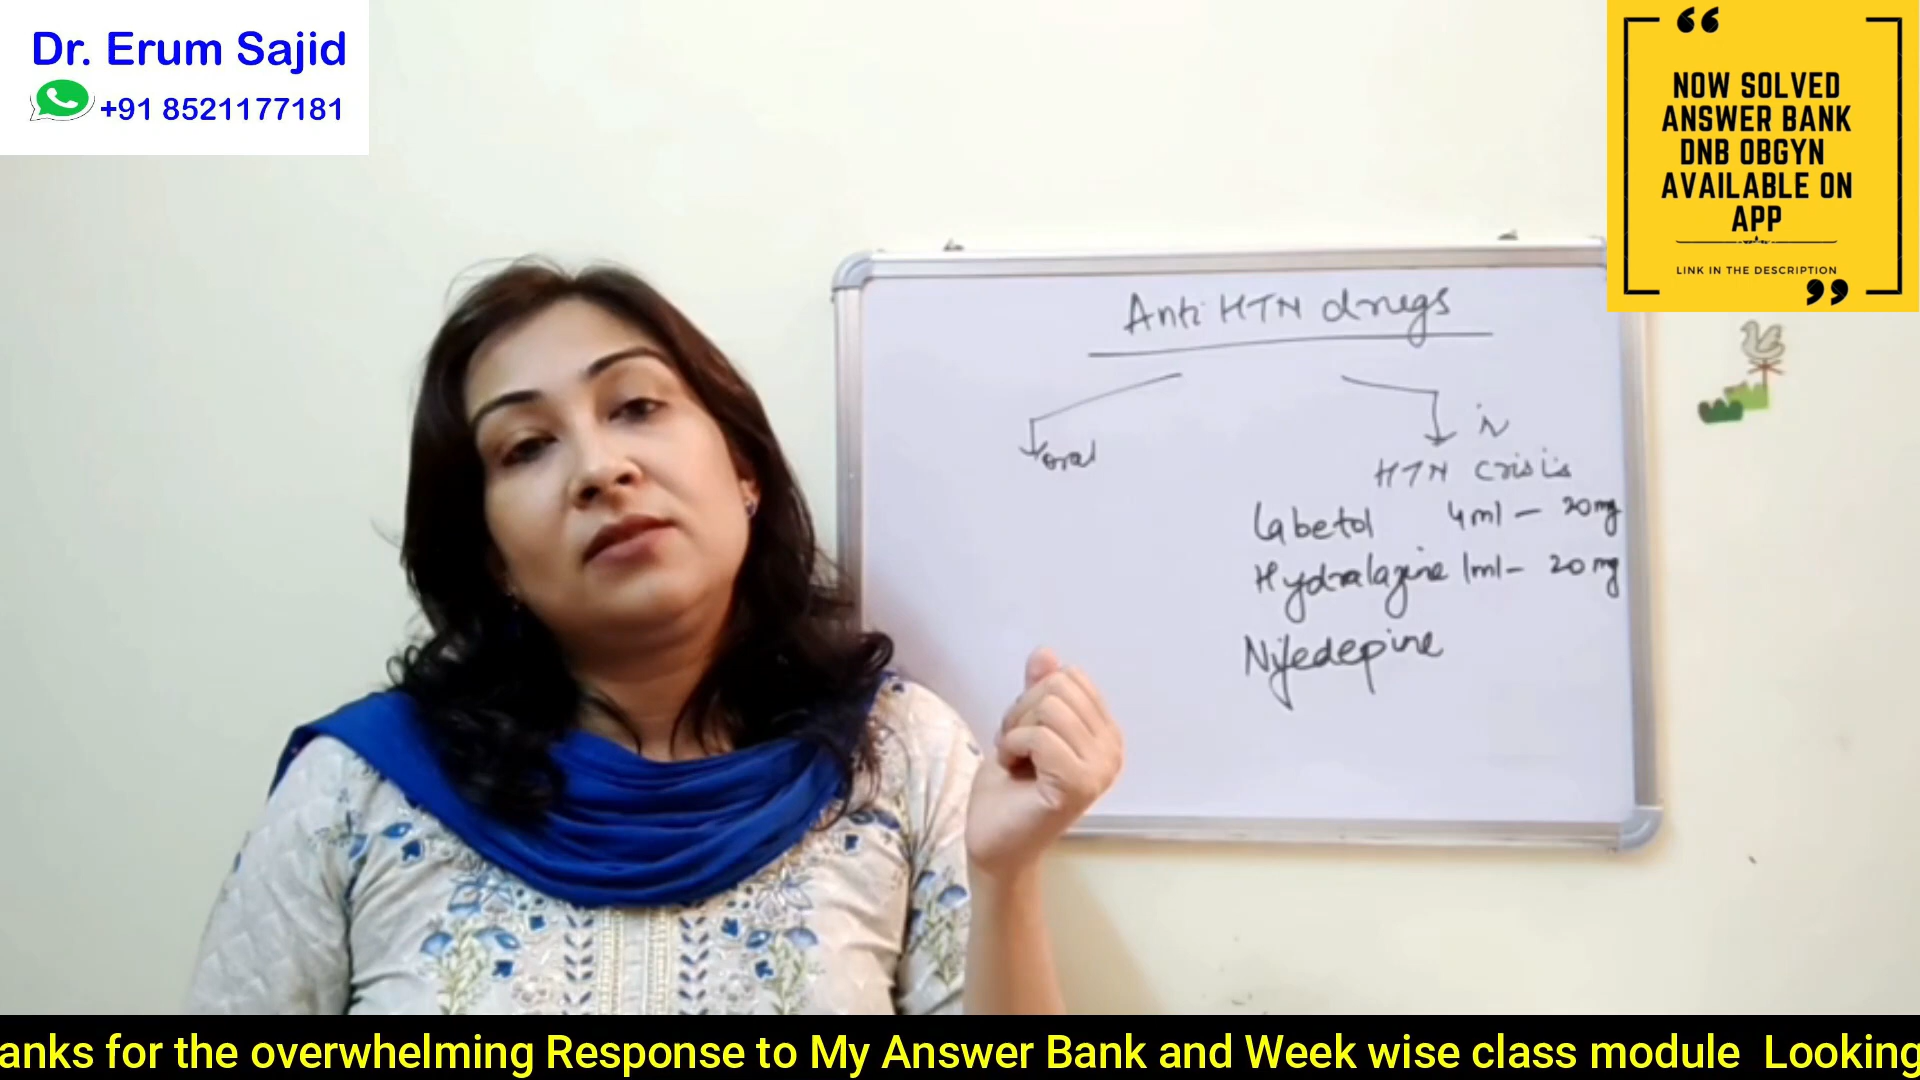 Dr. Erum Sajid
+91 8521177181
“
NOW SOLVED
ANSWER BANK
DNB OBGYN
AVAILABLE ON
APP
LINK IN THE DESCRIPTION
”
Anti HTN drugs
oral
iv
HTN crisis
Labetol 4ml - 20mg
Hydralazine 1ml - 20mg
Nifedepine
anks for the overwhelming Response to My Answer Bank and Week wise class module Looking